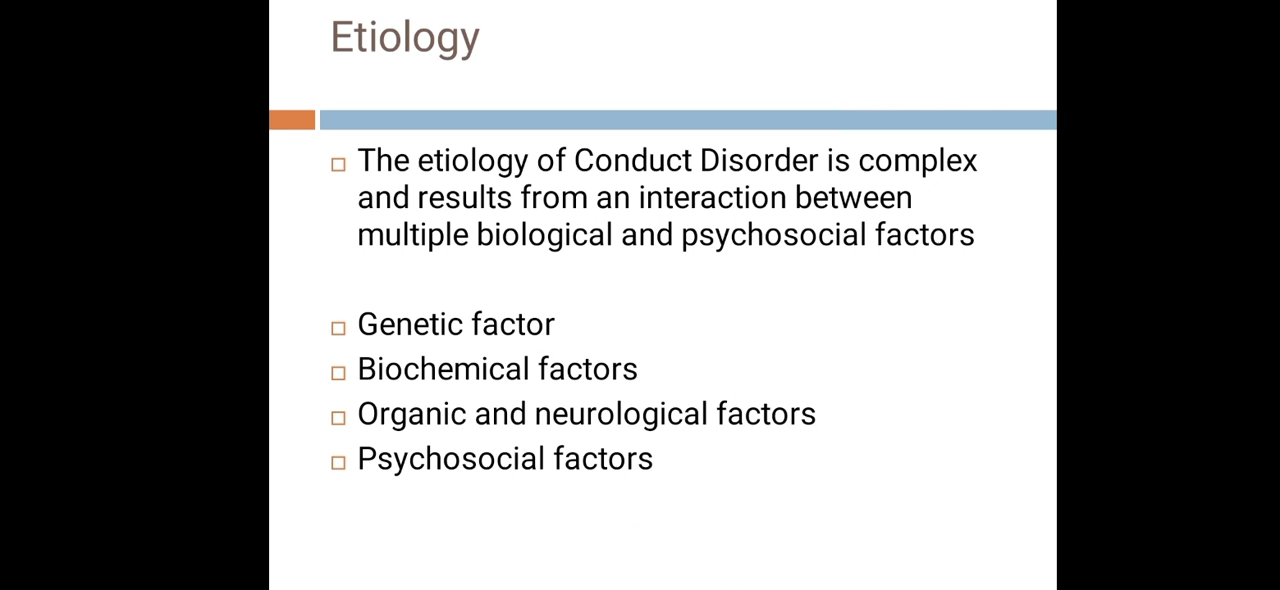 Etiology
The etiology of Conduct Disorder is complex
and results from an interaction between
multiple biological and psychosocial factors
Genetic factor
Biochemical factors
Organic and neurological factors
Psychosocial factors